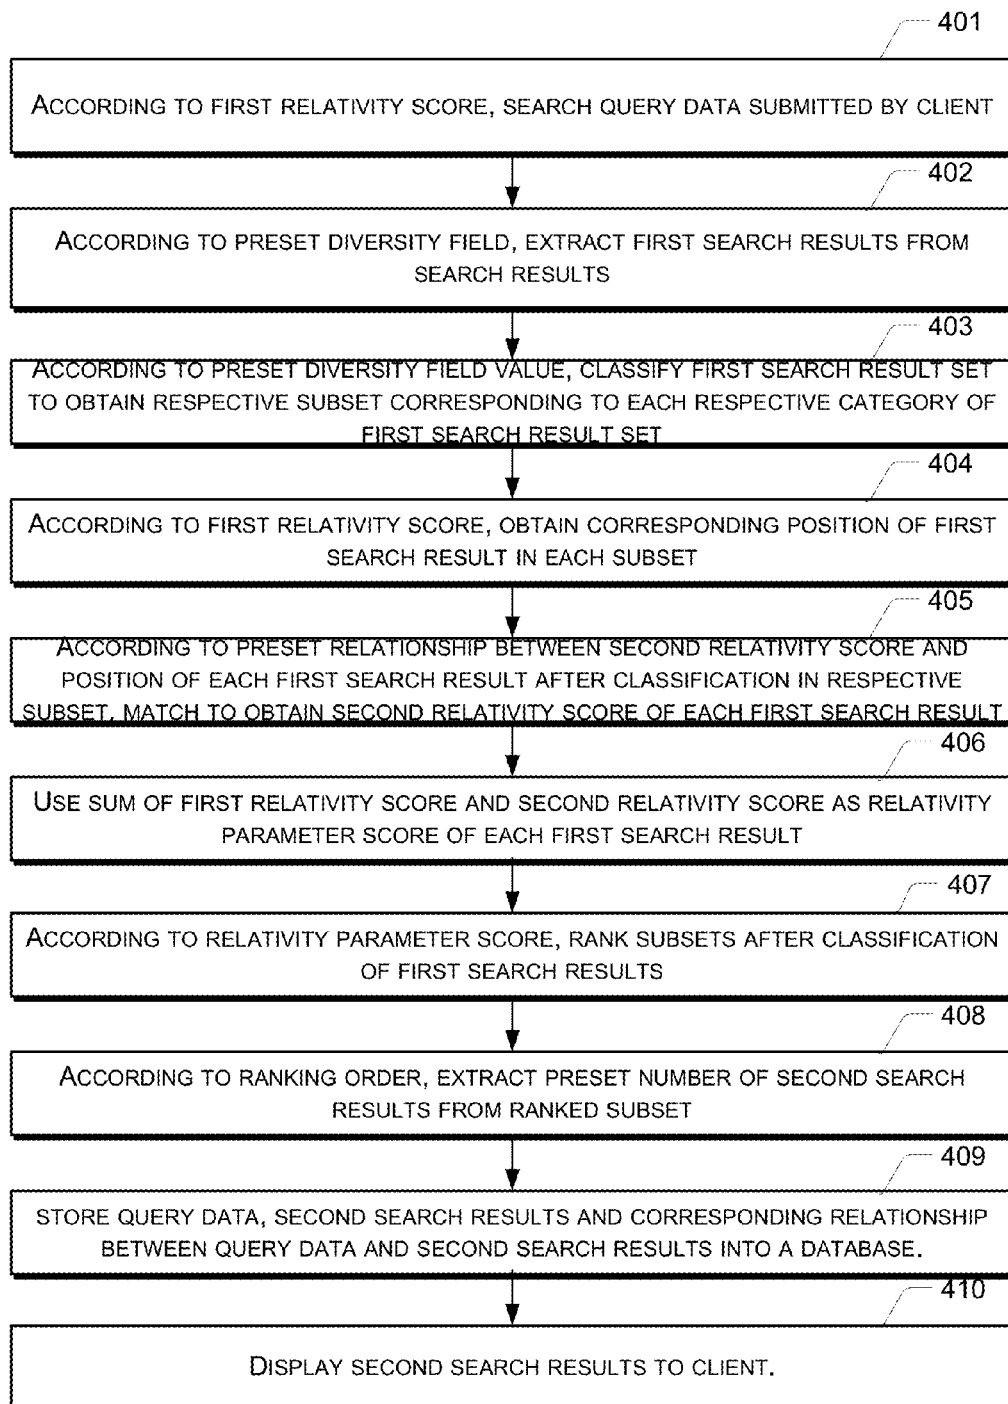 401
ACCORDING TO FIRST RELATIVITY SCORE, SEARCH QUERY DATA SUBMITTED BY CLIENT
402
ACCORDING TO PRESET DIVERSITY FIELD, EXTRACT FIRST SEARCH RESULTS FROM
SEARCH RESULTS
403
ACCORDING TO PRESET DIVERSITY FIELD VALUE, CLASSIFY FIRST SEARCH RESULT SET
TO OBTAIN RESPECTIVE SUBSET CORRESPONDING TO EACH RESPECTIVE CATEGORY OF
FIRST SEARCH RESULT SET
404
ACCORDING TO FIRST RELATIVITY SCORE, OBTAIN CORRESPONDING POSITION OF FIRST
SEARCH RESULT IN EACH SUBSET
405
ACCORDING TO PRESET RELATIONSHIP BETWEEN SECOND RELATIVITY SCORE AND
POSITION OF EACH FIRST SEARCH RESULT AFTER CLASSIFICATION IN RESPECTIVE
SUBSET, MATCH TO OBTAIN SECOND RELATIVITY SCORE OF EACH FIRST SEARCH RESULT
406
USE SUM OF FIRST RELATIVITY SCORE AND SECOND RELATIVITY SCORE AS RELATIVITY
PARAMETER SCORE OF EACH FIRST SEARCH RESULT
407
ACCORDING TO RELATIVITY PARAMETER SCORE, RANK SUBSETS AFTER CLASSIFICATION
OF FIRST SEARCH RESULTS
408
ACCORDING TO RANKING ORDER, EXTRACT PRESET NUMBER OF SECOND SEARCH
RESULTS FROM RANKED SUBSET
409
STORE QUERY DATA, SECOND SEARCH RESULTS AND CORRESPONDING RELATIONSHIP
BETWEEN QUERY DATA AND SECOND SEARCH RESULTS INTO A DATABASE.
410
DISPLAY SECOND SEARCH RESULTS TO CLIENT.